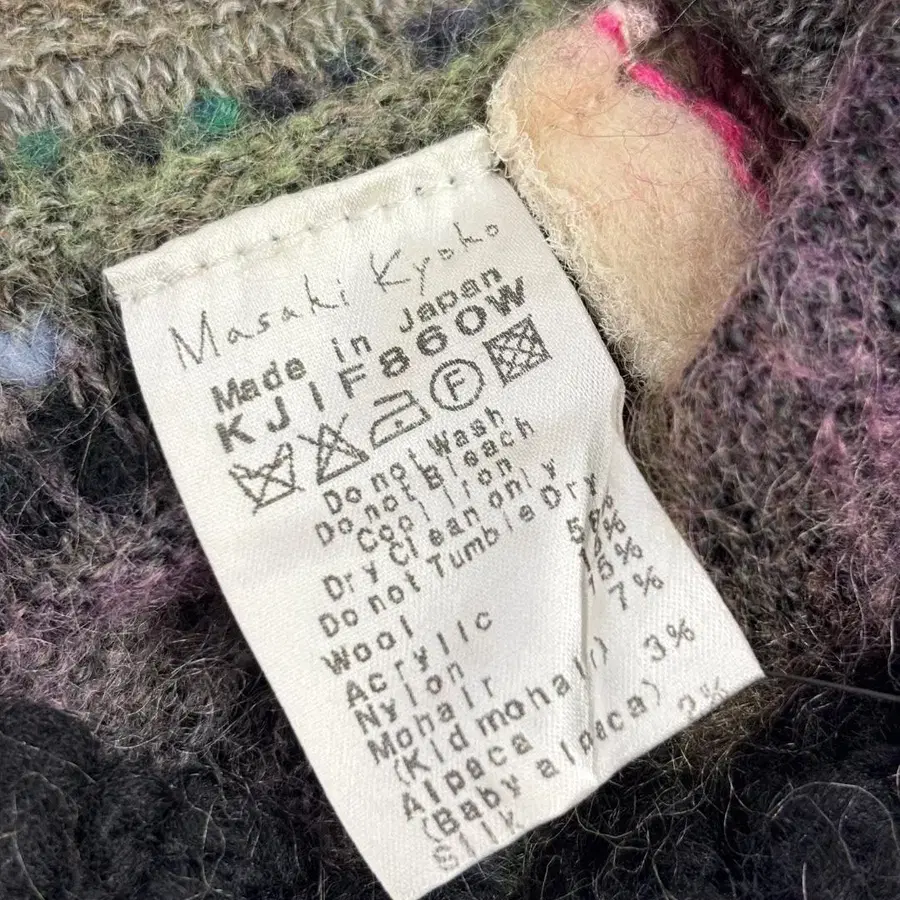 Masaki Kyoko
Made in Japan
KJIF860W
F
Do not Wash
Do not Bleach
Cool Iron
Dry Clean only
Do not Tumble Dry
Wool
Acrylic
Nylon 15%
Mohair 7%
(Kid mohair)
Alpaca 3%
(Baby alpaca)
Silk